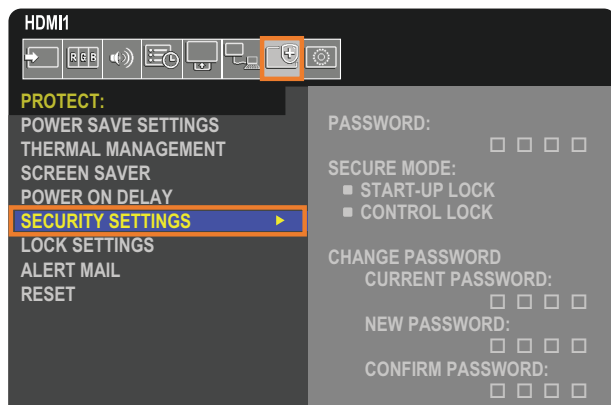 HDMI1
R G B
PROTECT:
POWER SAVE SETTINGS
THERMAL MANAGEMENT
SCREEN SAVER
POWER ON DELAY
SECURITY SETTINGS
LOCK SETTINGS
ALERT MAIL
RESET
PASSWORD:
SECURE MODE:
START-UP LOCK
CONTROL LOCK
CHANGE PASSWORD
CURRENT PASSWORD:
NEW PASSWORD:
CONFIRM PASSWORD: